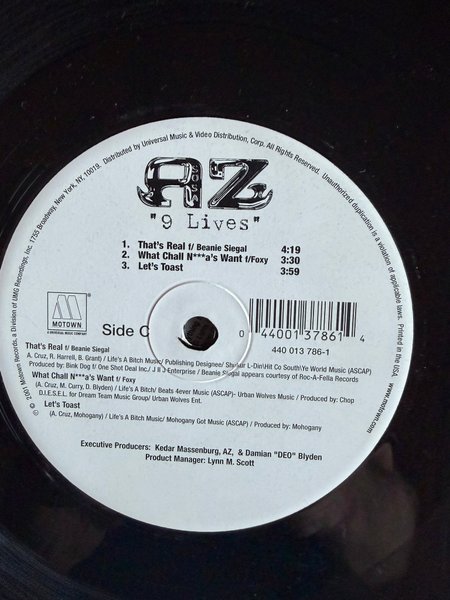 AZ
"9 Lives"
1. That's Real f/ Beanie Siegal 4:19
2. What Chall N***a's Want f/Foxy 3:30
3. Let's Toast 3:59
MOTOWN
A UNIVERSAL MUSIC COMPANY
Side C
0 44001 37861 4
440 013 786-1
That's Real f/ Beanie Siegal
(A. Cruz, R. Harrell, B. Grant) / Life's A Bitch Music/ Publishing Designee/ L-Din/Hit Co South/Ye World Music (ASCAP)
Produced by: Bink Dog f/ One Shot Deal Inc./ Enterprise / Beanie Siegal appears courtesy of Roc-A-Fella Records
What Chall N***a's Want f/ Foxy
(A. Cruz, M. Curry, D. Blyden) / Life's A Bitch/ Beats 4ever Music (ASCAP)- Urban Wolves Ent. / Produced by: Chop
D.I.E.S.E.L. for Dream Team Music Group/ Urban Wolves Ent.
Let's Toast
(A. Cruz, Mohogany) / Life's A Bitch Music/ Mohogany Got Music (ASCAP) / Produced by: Mohogany
Executive Producers: Kedar Massenburg, AZ, & Damian "DEO" Blyden
Product Manager: Lynn M. Scott
℗ © 2001 Motown Records, a Division of UMG Recordings, Inc. 1755 Broadway, New York, NY, 10019. Distributed by Universal Music & Video Distribution, Corp. All Rights Reserved. Unauthorized duplication is a violation of applicable laws. Printed in the USA. www.motown.com